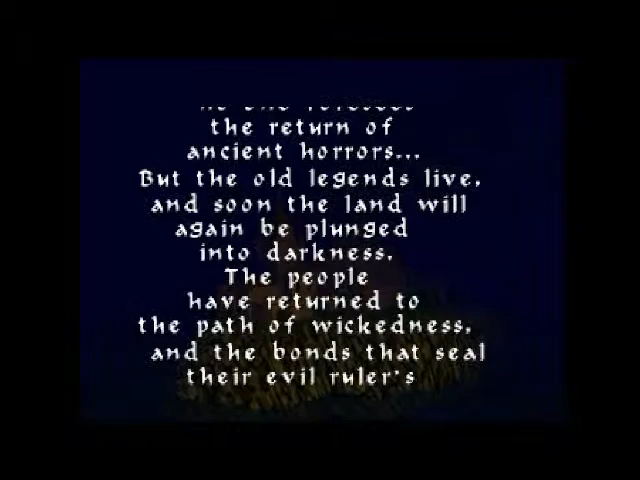 the return of
ancient horrors...
But the old legends live,
and soon the land will
again be plunged
into darkness.
The people
have returned to
the path of wickedness,
and the bonds that seal
their evil ruler's